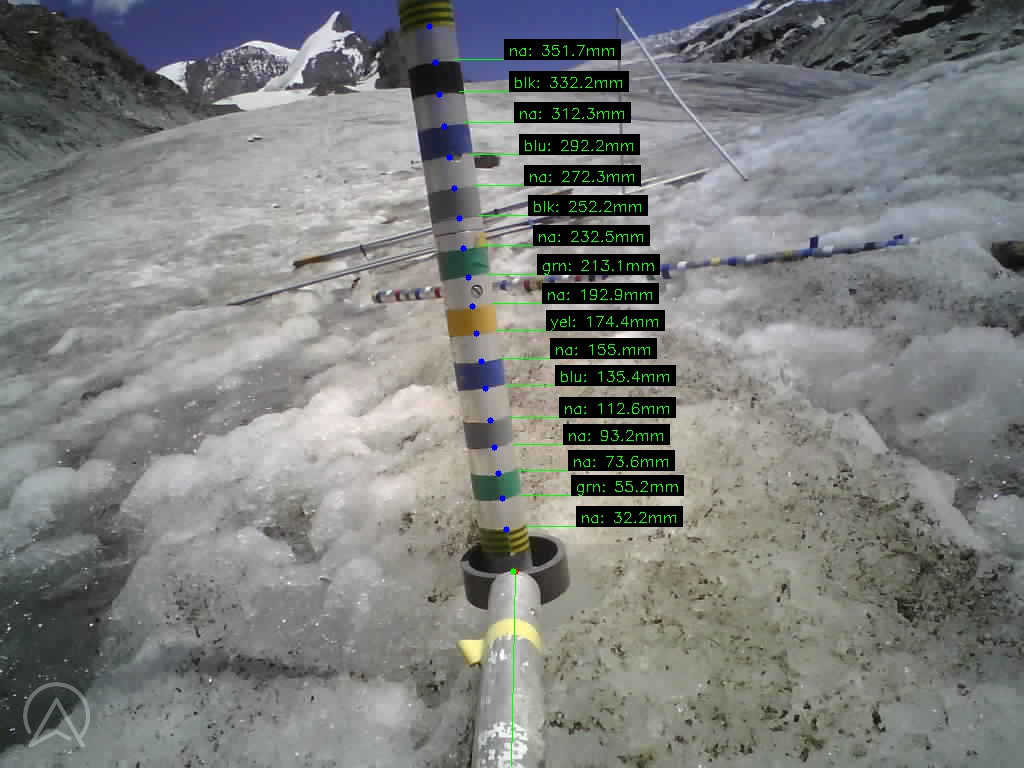 na: 351.7mm
blk: 332.2mm
na: 312.3mm
blu: 292.2mm
na: 272.3mm
blk: 252.2mm
na: 232.5mm
grn: 213.1mm
na: 192.9mm
yel: 174.4mm
na: 155.mm
blu: 135.4mm
na: 112.6mm
na: 93.2mm
na: 73.6mm
grn: 55.2mm
na: 32.2mm